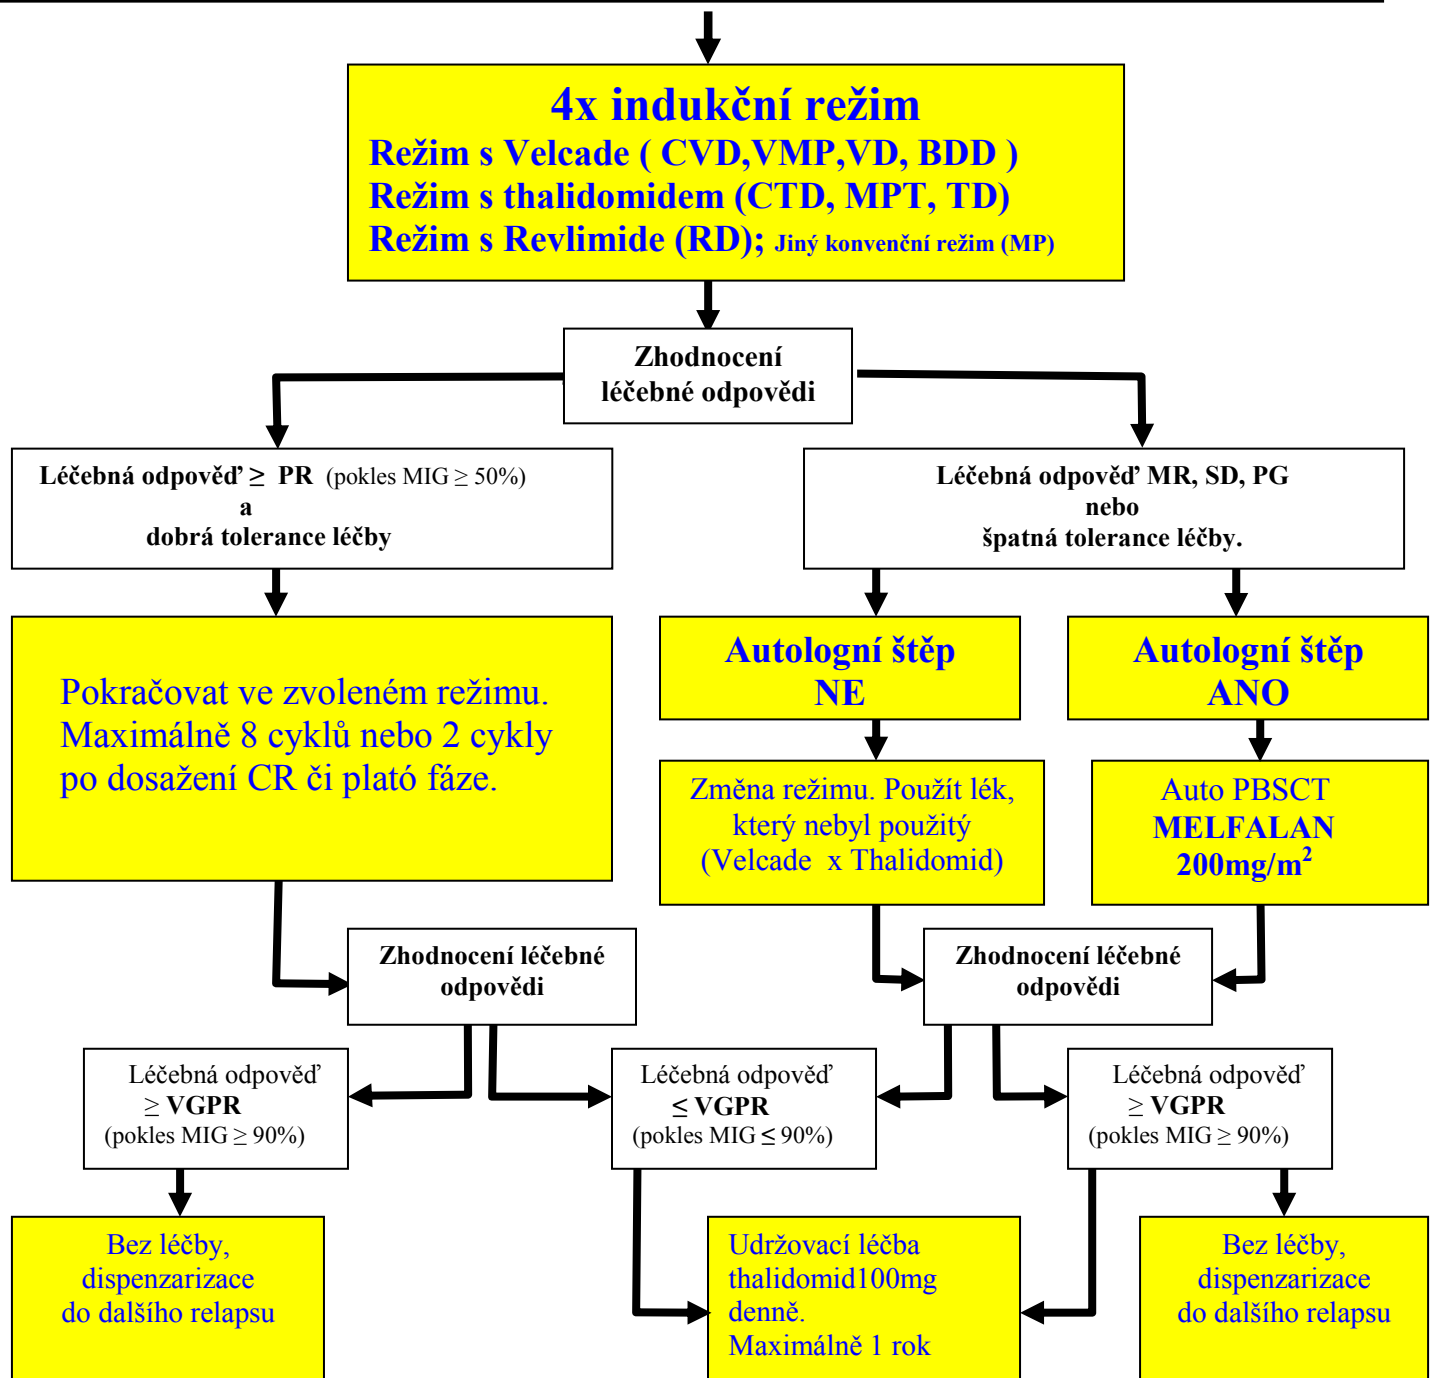 4x indukční režim
Režim s Velcade ( CVD,VMP,VD, BDD )
Režim s thalidomidem (CTD, MPT, TD)
Režim s Revlimide (RD); Jiný konvenční režim (MP)
Zhodnocení
léčebné odpovědi
Léčebná odpověď ≥ PR (pokles MIG ≥ 50%)
a
dobrá tolerance léčby
Léčebná odpověď MR, SD, PG
nebo
špatná tolerance léčby.
Pokračovat ve zvoleném režimu.
Maximálně 8 cyklů nebo 2 cykly
po dosažení CR či plató fáze.
Autologní štěp
NE
Autologní štěp
ANO
Změna režimu. Použít lék,
který nebyl použitý
(Velcade x Thalidomid)
Auto PBSCT
MELFALAN
200mg/m²
Zhodnocení léčebné
odpovědi
Zhodnocení léčebné
odpovědi
Léčebná odpověď
≥ VGPR
(pokles MIG ≥ 90%)
Léčebná odpověď
≤ VGPR
(pokles MIG ≤ 90%)
Léčebná odpověď
≥ VGPR
(pokles MIG ≥ 90%)
Bez léčby,
dispenzarizace
do dalšího relapsu
Udržovací léčba
thalidomid100mg
denně.
Maximálně 1 rok
Bez léčby,
dispenzarizace
do dalšího relapsu